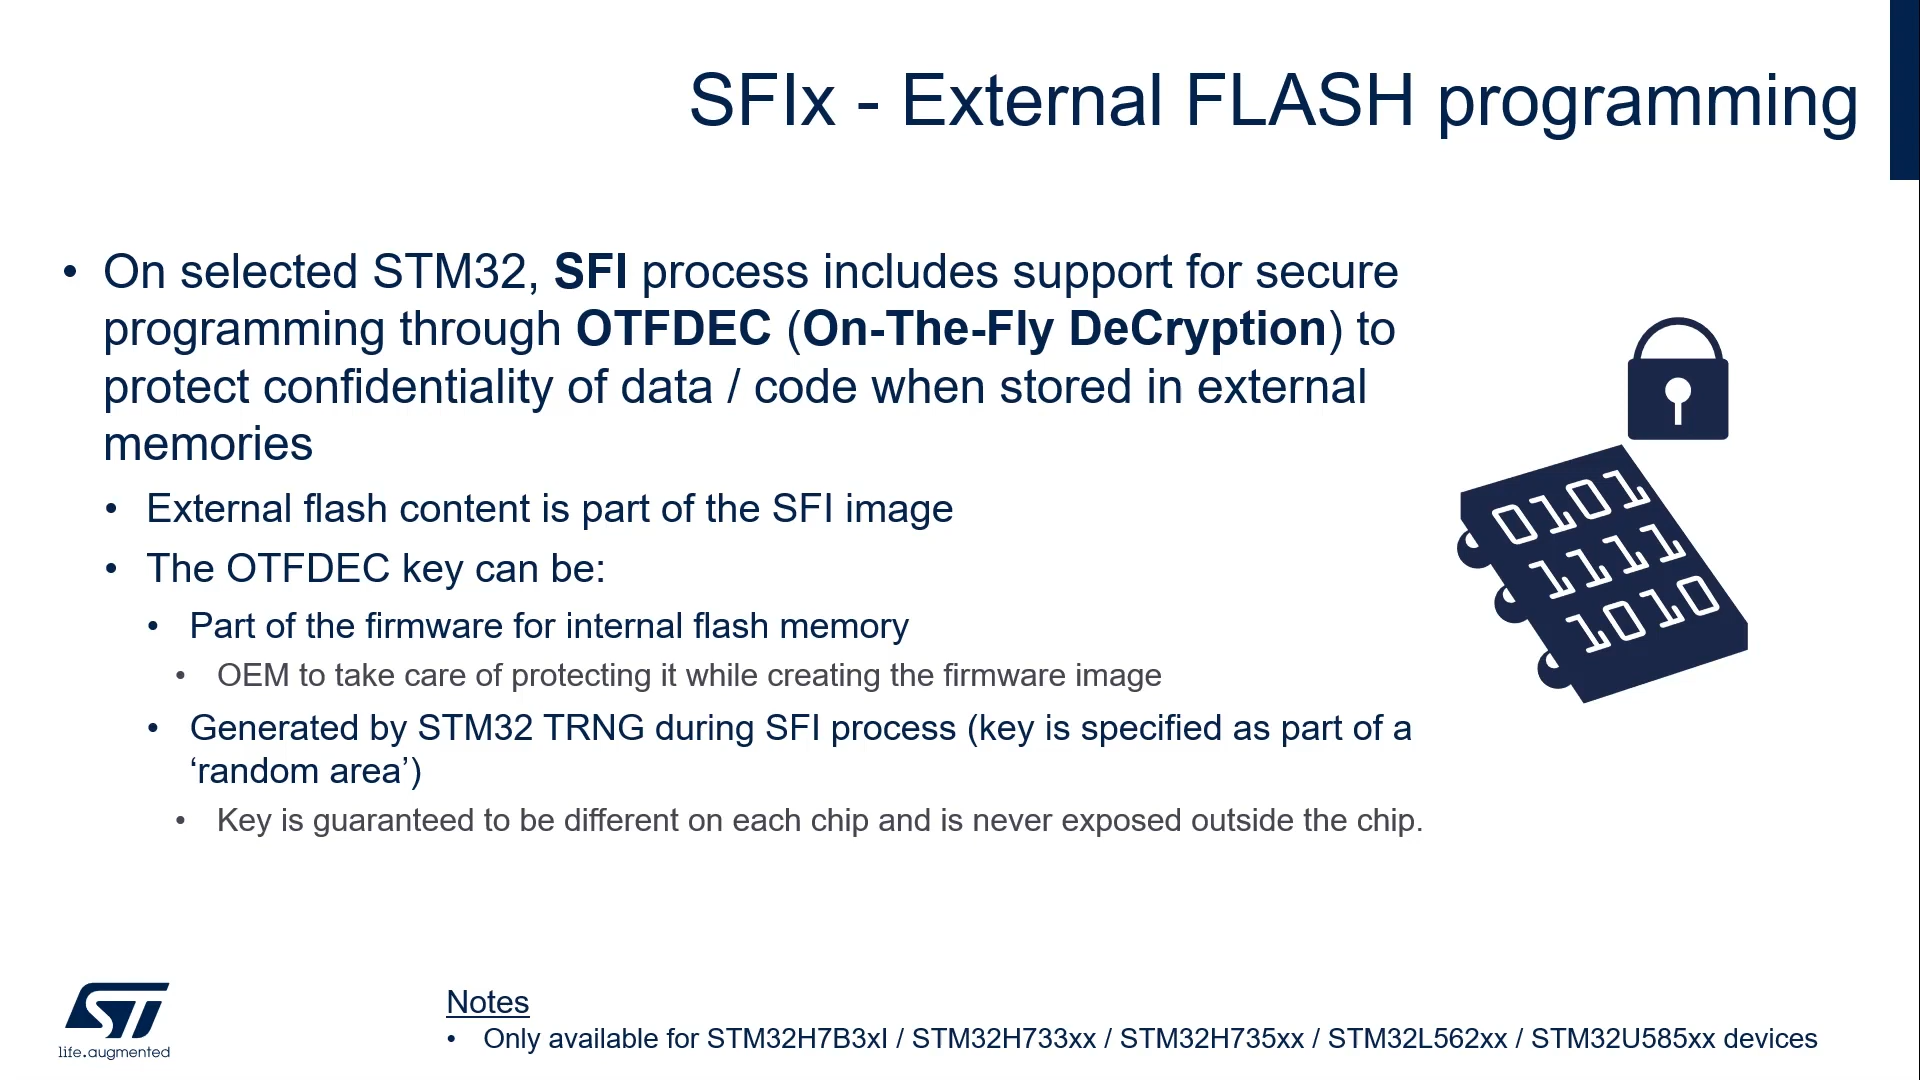 SFIx - External FLASH programming
• On selected STM32, SFI process includes support for secure
programming through OTFDEC (On-The-Fly DeCryption) to
protect confidentiality of data / code when stored in external
memories
• External flash content is part of the SFI image
• The OTFDEC key can be:
• Part of the firmware for internal flash memory
• OEM to take care of protecting it while creating the firmware image
• Generated by STM32 TRNG during SFI process (key is specified as part of a
‘random area’)
• Key is guaranteed to be different on each chip and is never exposed outside the chip.
0101
1111
1010
ST
life.augmented
Notes
• Only available for STM32H7B3xI / STM32H733xx / STM32H735xx / STM32L562xx / STM32U585xx devices